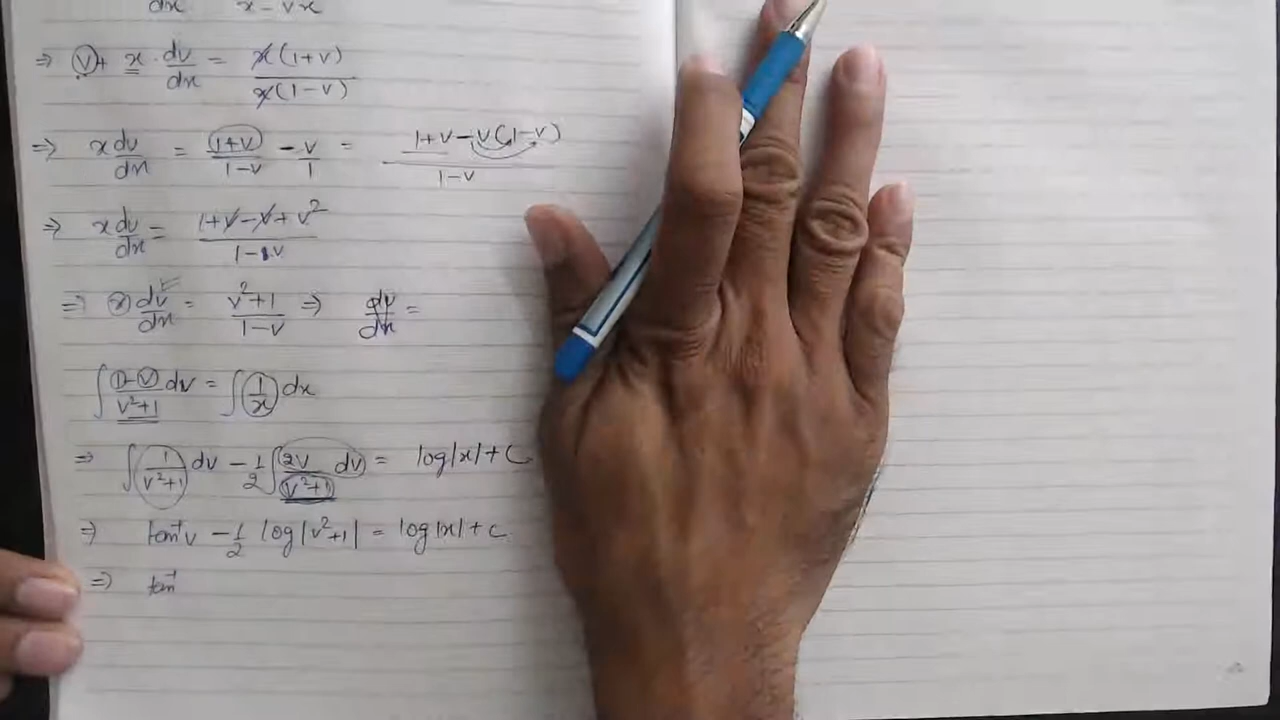 dx x-vx
⇒ v + x · dv/dx = x(1+v)/x(1-v)
⇒ x dv/dx = (1+v)/1-v - v/1 = 1+v-v(1-v)/1-v
⇒ x dv/dx = 1+v-v+v²/1-v
⇒ x dv/dx = v²+1/1-v ⇒ dv/dx =
∫ 1-v/v²+1 dv = ∫ 1/x dx
⇒ ∫ 1/v²+1 dv - 1/2 ∫ 2v dv/v²+1 = log|x| + C
⇒ tan⁻¹v - 1/2 log|v²+1| = log|x| + C
⇒ tan⁻¹